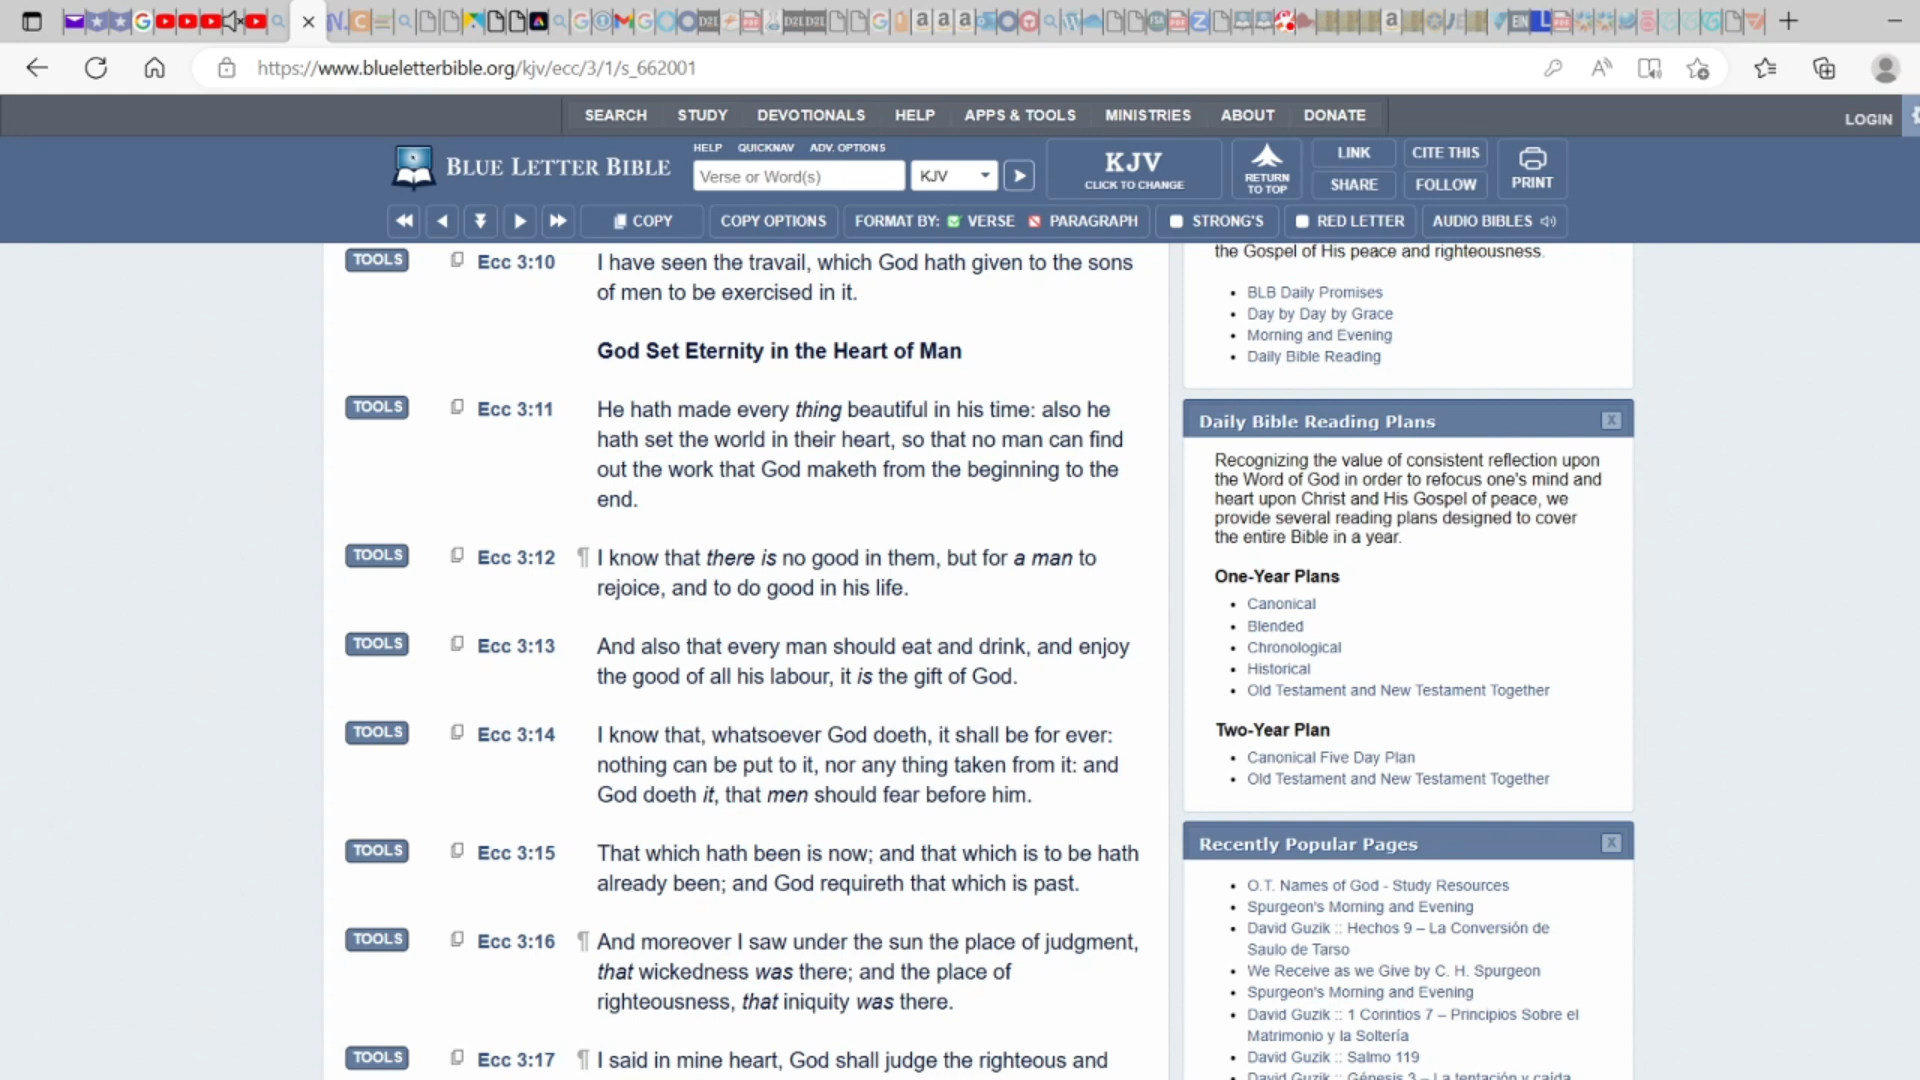 https://www.blueletterbible.org/kjv/ecc/3/1/s_662001
SEARCH STUDY DEVOTIONALS HELP APPS & TOOLS MINISTRIES ABOUT DONATE
LOGIN
BLUE LETTER BIBLE
HELP QUICKNAV ADV. OPTIONS
Verse or Word(s)
KJV
KJV
CLICK TO CHANGE
RETURN
TO TOP
LINK
CITE THIS
SHARE
FOLLOW
PRINT
COPY
COPY OPTIONS
FORMAT BY: VERSE PARAGRAPH
STRONG'S
RED LETTER
AUDIO BIBLES
TOOLS Ecc 3:10 I have seen the travail, which God hath given to the sons
of men to be exercised in it.
God Set Eternity in the Heart of Man
TOOLS Ecc 3:11 He hath made every thing beautiful in his time: also he
hath set the world in their heart, so that no man can find
out the work that God maketh from the beginning to the
end.
TOOLS Ecc 3:12 ¶ I know that there is no good in them, but for a man to
rejoice, and to do good in his life.
TOOLS Ecc 3:13 And also that every man should eat and drink, and enjoy
the good of all his labour, it is the gift of God.
TOOLS Ecc 3:14 I know that, whatsoever God doeth, it shall be for ever:
nothing can be put to it, nor any thing taken from it: and
God doeth it, that men should fear before him.
TOOLS Ecc 3:15 That which hath been is now; and that which is to be hath
already been; and God requireth that which is past.
TOOLS Ecc 3:16 ¶ And moreover I saw under the sun the place of judgment,
that wickedness was there; and the place of
righteousness, that iniquity was there.
TOOLS Ecc 3:17 ¶ I said in mine heart, God shall judge the righteous and
the Gospel of His peace and righteousness.
• BLB Daily Promises
• Day by Day by Grace
• Morning and Evening
• Daily Bible Reading
Daily Bible Reading Plans
Recognizing the value of consistent reflection upon
the Word of God in order to refocus one's mind and
heart upon Christ and His Gospel of peace, we
provide several reading plans designed to cover
the entire Bible in a year.
One-Year Plans
• Canonical
• Blended
• Chronological
• Historical
• Old Testament and New Testament Together
Two-Year Plan
• Canonical Five Day Plan
• Old Testament and New Testament Together
Recently Popular Pages
• O.T. Names of God - Study Resources
• Spurgeon's Morning and Evening
• David Guzik :: Hechos 9 – La Conversión de
Saulo de Tarso
• We Receive as we Give by C. H. Spurgeon
• Spurgeon's Morning and Evening
• David Guzik :: 1 Corintios 7 – Principios Sobre el
Matrimonio y la Soltería
• David Guzik :: Salmo 119
• David Guzik :: Génesis 3 – La tentación y caída